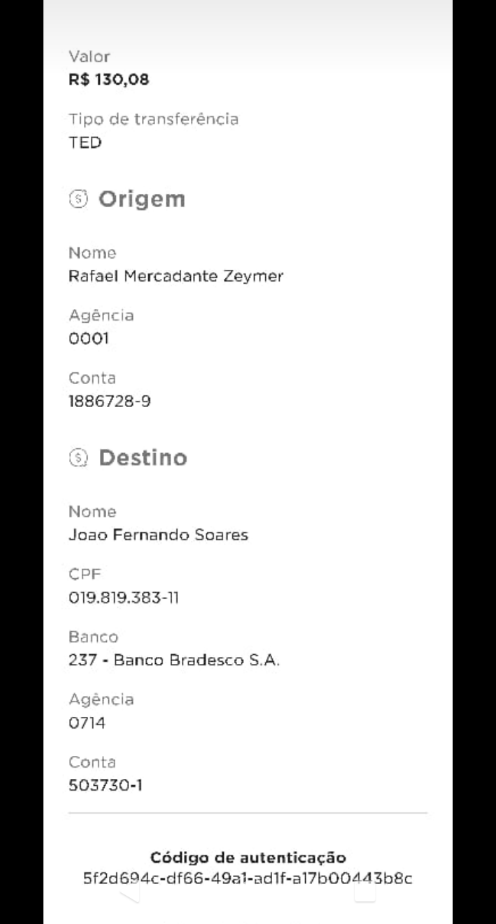 Valor
R$ 130,08
Tipo de transferência
TED
Origem
Nome
Rafael Mercadante Zeymer
Agência
0001
Conta
1886728-9
Destino
Nome
Joao Fernando Soares
CPF
019.819.383-11
Banco
237 - Banco Bradesco S.A.
Agência
0714
Conta
503730-1
Código de autenticação
5f2d694c-df66-49a1-ad1f-a17b00443b8c